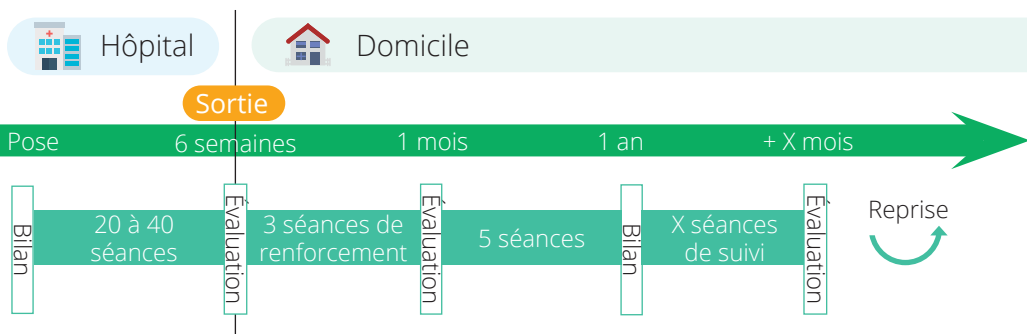 Hôpital
Domicile
Sortie
Pose
6 semaines
1 mois
1 an
+ X mois
Bilan
20 à 40
séances
Évaluation
3 séances de
renforcement
Évaluation
5 séances
Bilan
X séances
de suivi
Évaluation
Reprise